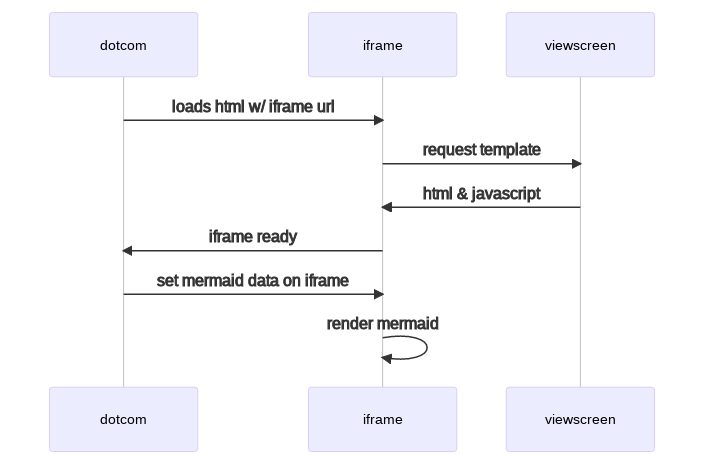 dotcom
iframe
viewscreen
loads html w/ iframe url
request template
html & javascript
iframe ready
set mermaid data on iframe
render mermaid
dotcom
iframe
viewscreen